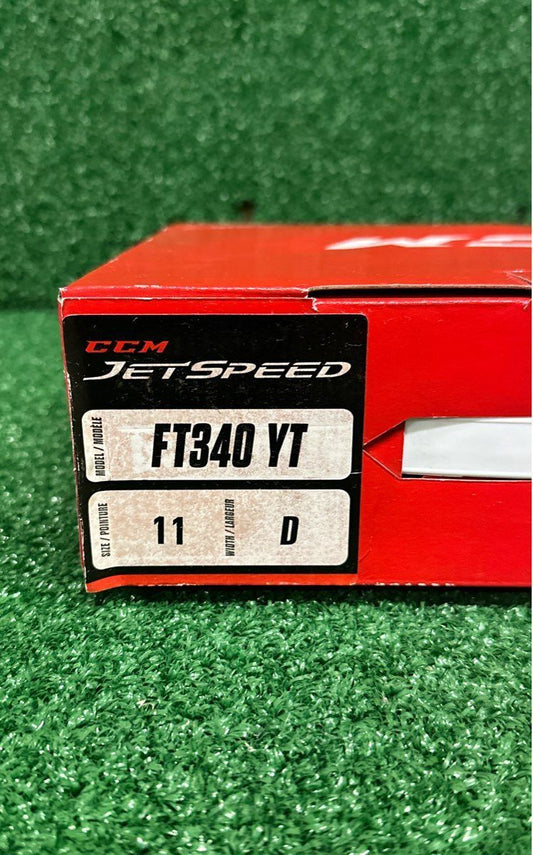 CCM
JETSPEED
MODEL / MODÈLE
FT340 YT
SIZE / POINTURE
11
WIDTH / LARGEUR
D